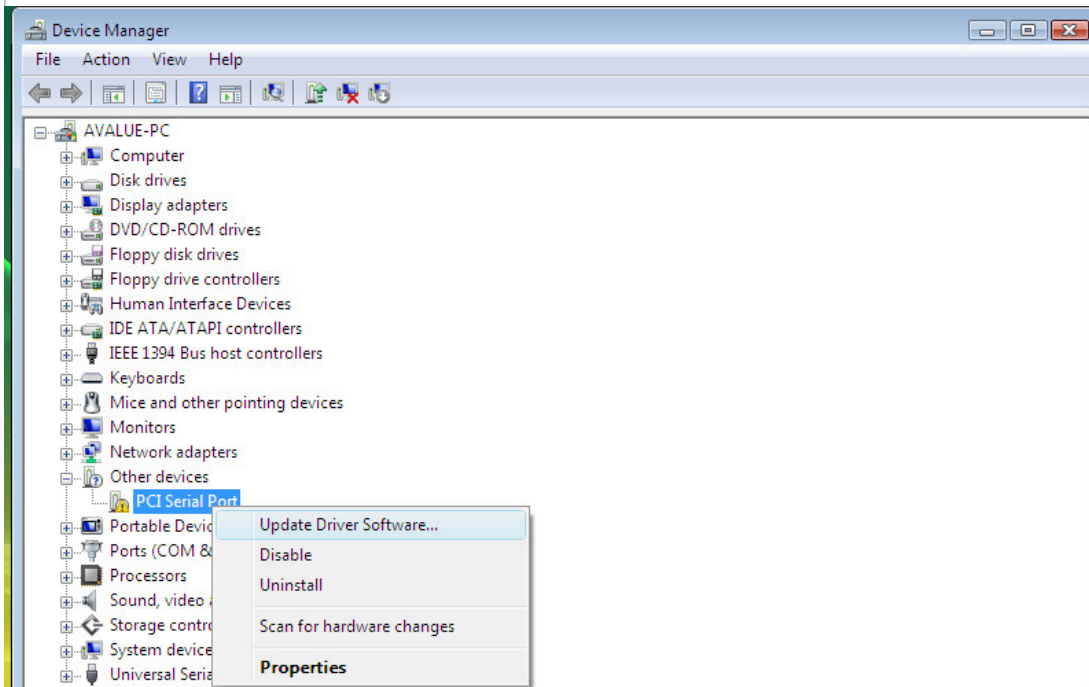 Device Manager
File Action View Help
AVALUE-PC
Computer
Disk drives
Display adapters
DVD/CD-ROM drives
Floppy disk drives
Floppy drive controllers
Human Interface Devices
IDE ATA/ATAPI controllers
IEEE 1394 Bus host controllers
Keyboards
Mice and other pointing devices
Monitors
Network adapters
Other devices
PCI Serial Port
Portable Devic
Ports (COM &
Processors
Sound, video
Storage contro
System device
Universal Seria
Update Driver Software...
Disable
Uninstall
Scan for hardware changes
Properties